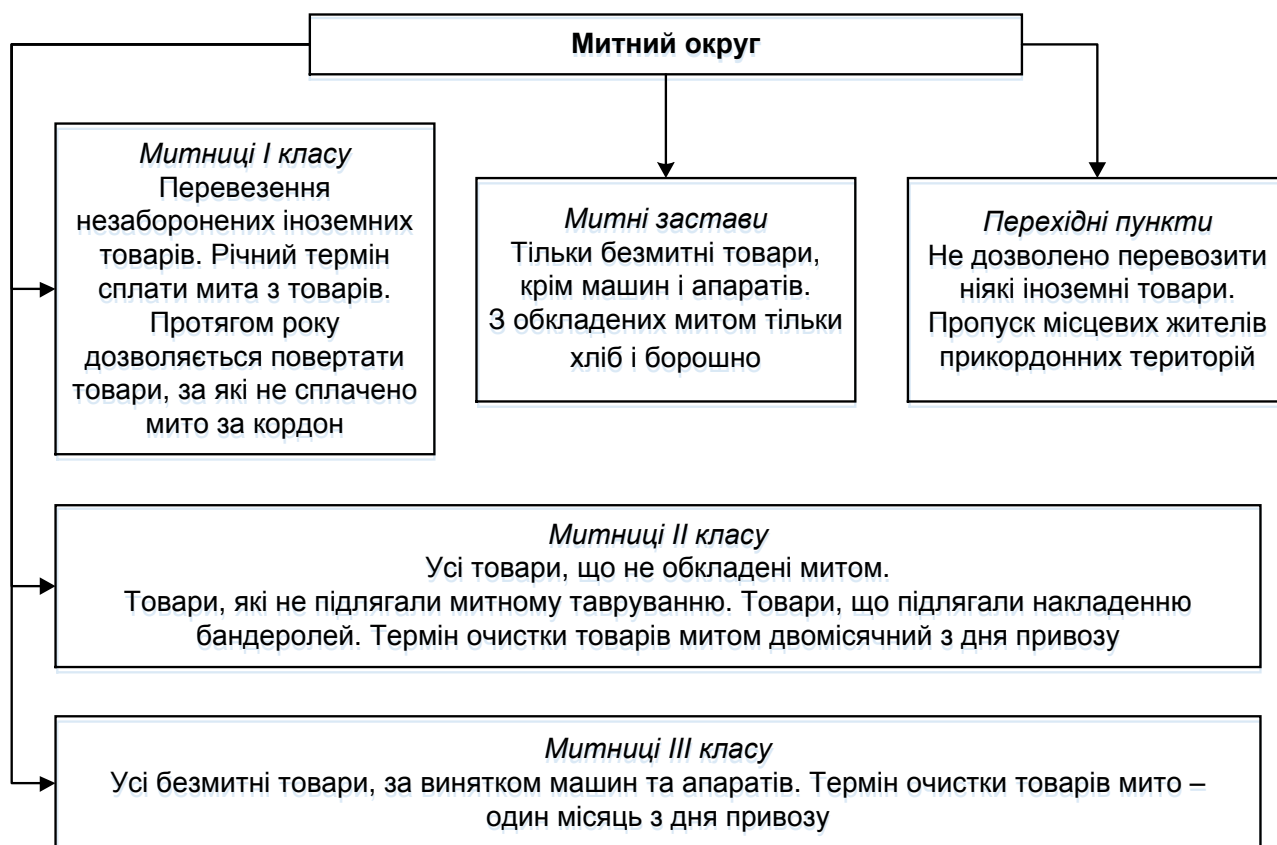 Митний округ
Митниці І класу
Перевезення
незаборонених іноземних
товарів. Річний термін
сплати мита з товарів.
Протягом року
дозволяється повертати
товари, за які не сплачено
мито за кордон
Митні застави
Тільки безмитні товари,
крім машин і апаратів.
З обкладених митом тільки
хліб і борошно
Перехідні пункти
Не дозволено перевозити
ніякі іноземні товари.
Пропуск місцевих жителів
прикордонних територій
Митниці ІІ класу
Усі товари, що не обкладені митом.
Товари, які не підлягали митному тавруванню. Товари, що підлягали накладенню
бандеролей. Термін очистки товарів митом двомісячний з дня привозу
Митниці ІІІ класу
Усі безмитні товари, за винятком машин та апаратів. Термін очистки товарів мито –
один місяць з дня привозу